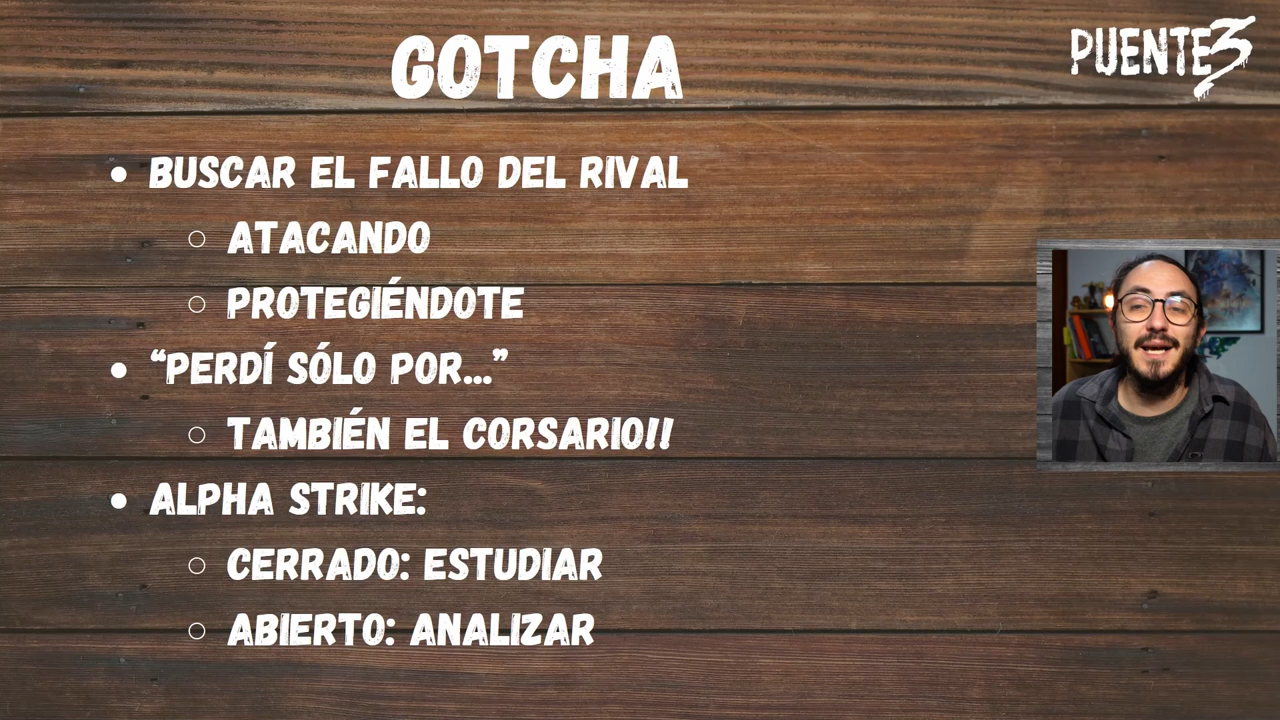 GOTCHA
PUENTE3
• BUSCAR EL FALLO DEL RIVAL
○ ATACANDO
○ PROTEGIÉNDOTE
• “PERDÍ SÓLO POR...”
○ TAMBIÉN EL CORSARIO!!
• ALPHA STRIKE:
○ CERRADO: ESTUDIAR
○ ABIERTO: ANALIZAR